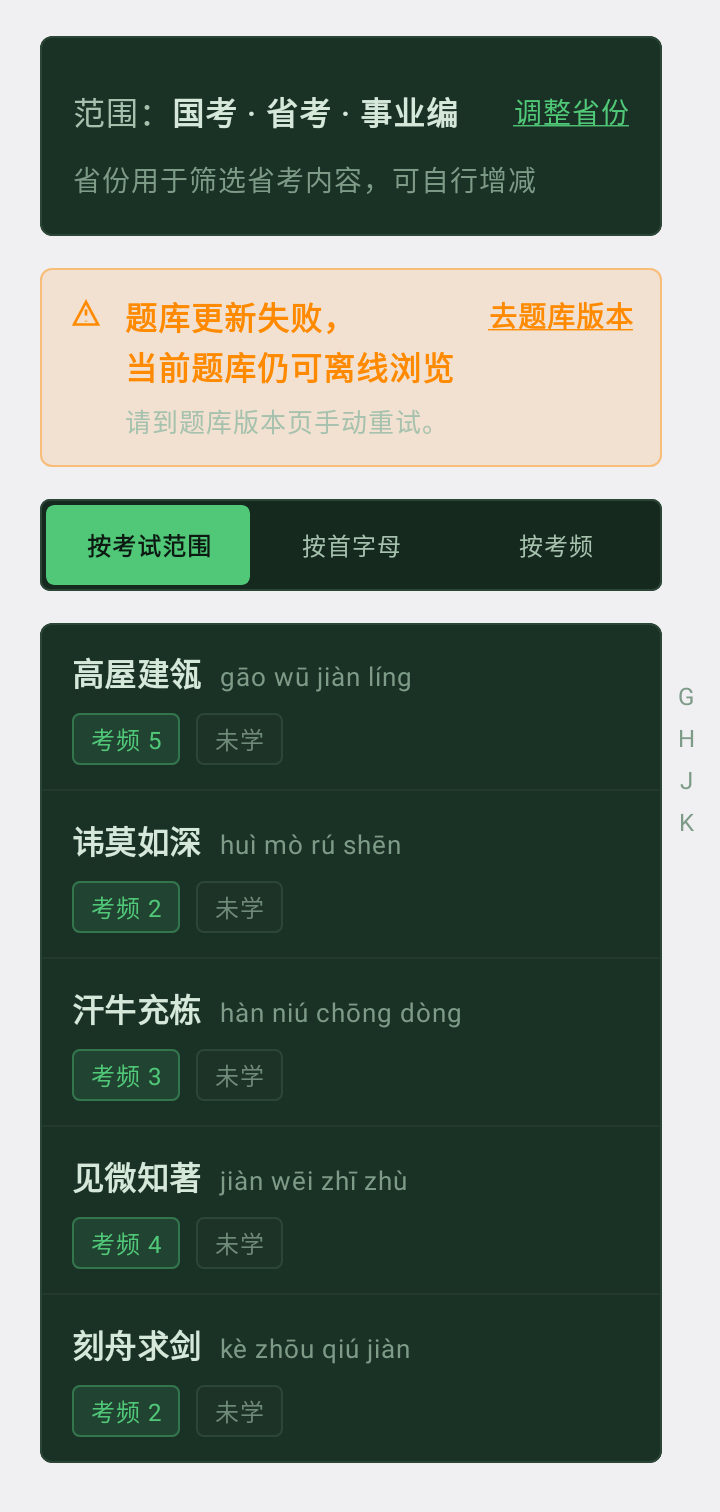 范围：国考 · 省考 · 事业编 调整省份
省份用于筛选省考内容，可自行增减
题库更新失败， 去题库版本
当前题库仍可离线浏览
请到题库版本页手动重试。
按考试范围 按首字母 按考频
高屋建瓴 gāo wū jiàn líng
考频 5 未学
讳莫如深 huì mò rú shēn
考频 2 未学
汗牛充栋 hàn niú chōng dòng
考频 3 未学
见微知著 jiàn wēi zhī zhù
考频 4 未学
刻舟求剑 kè zhōu qiú jiàn
考频 2 未学
G
H
J
K